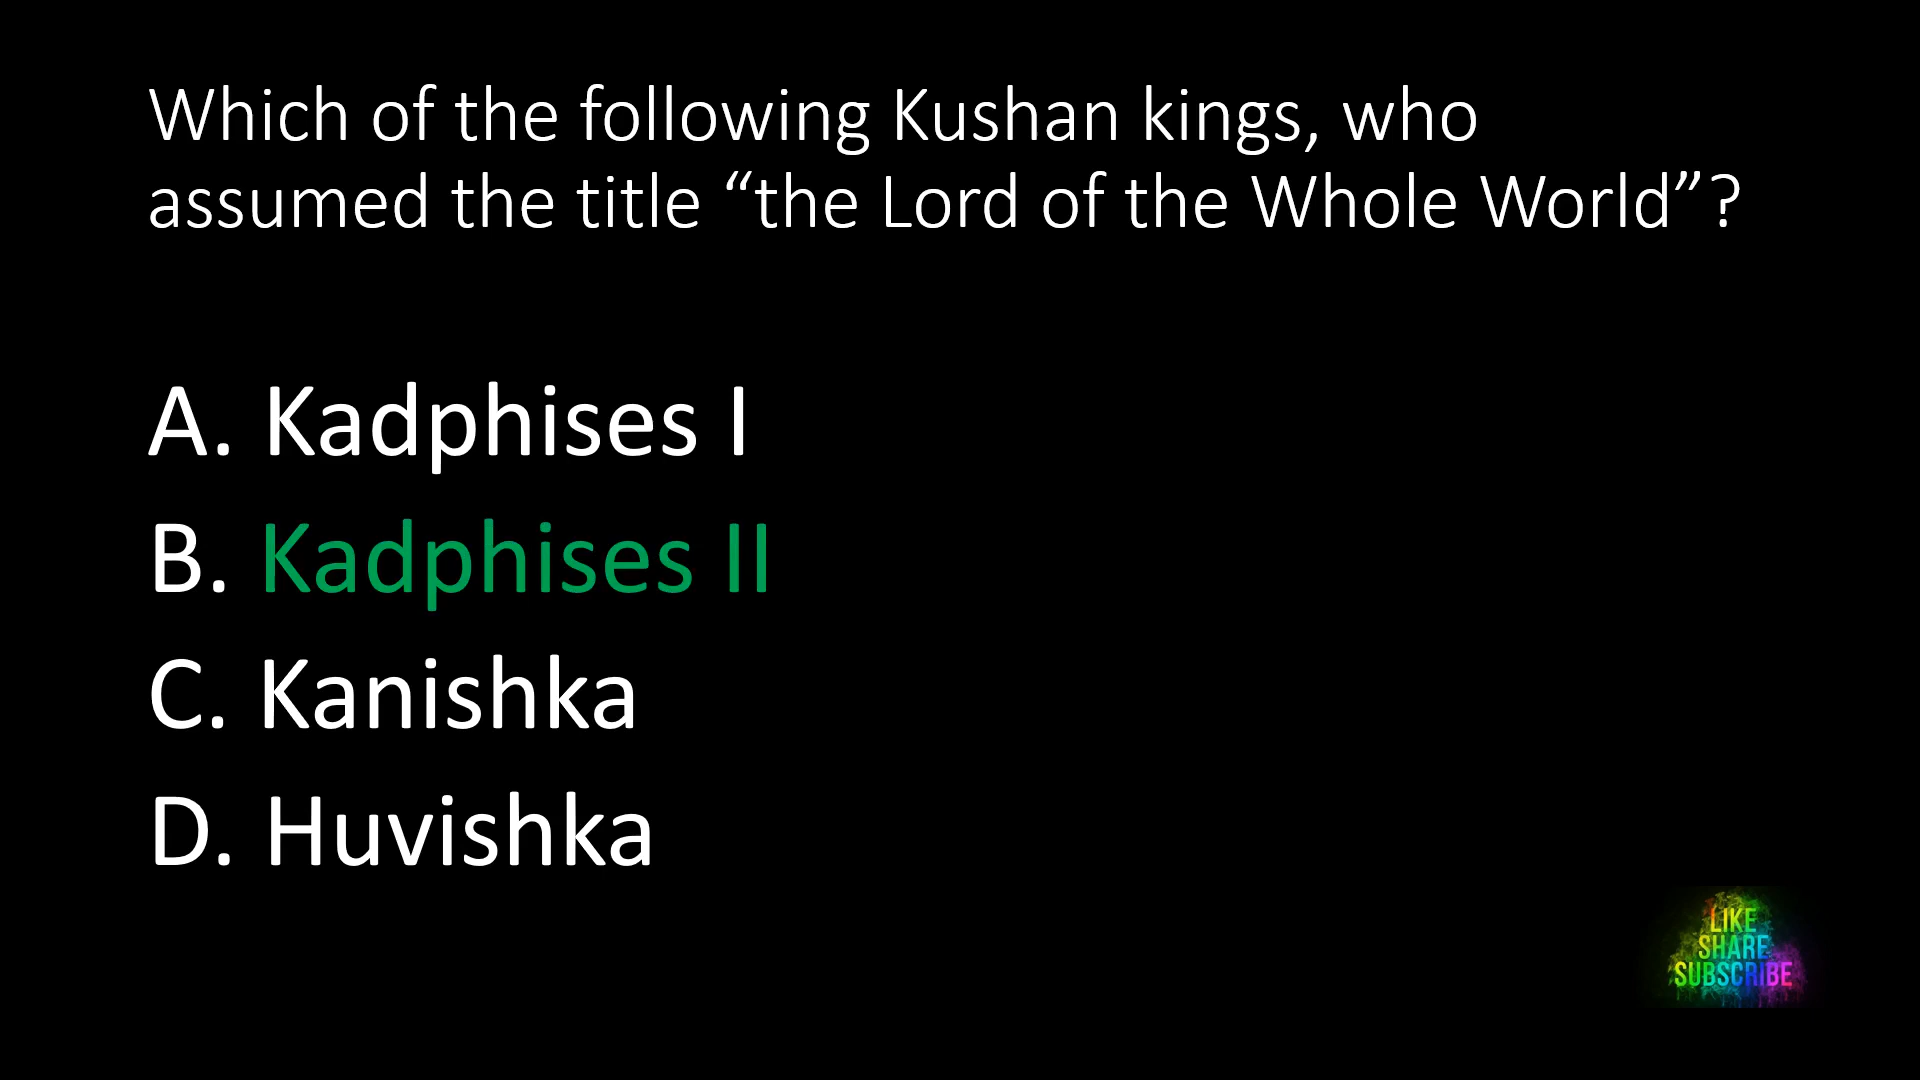 Which of the following Kushan kings, who
assumed the title “the Lord of the Whole World”?
A. Kadphises I
B. Kadphises II
C. Kanishka
D. Huvishka
LIKE
SHARE
SUBSCRIBE